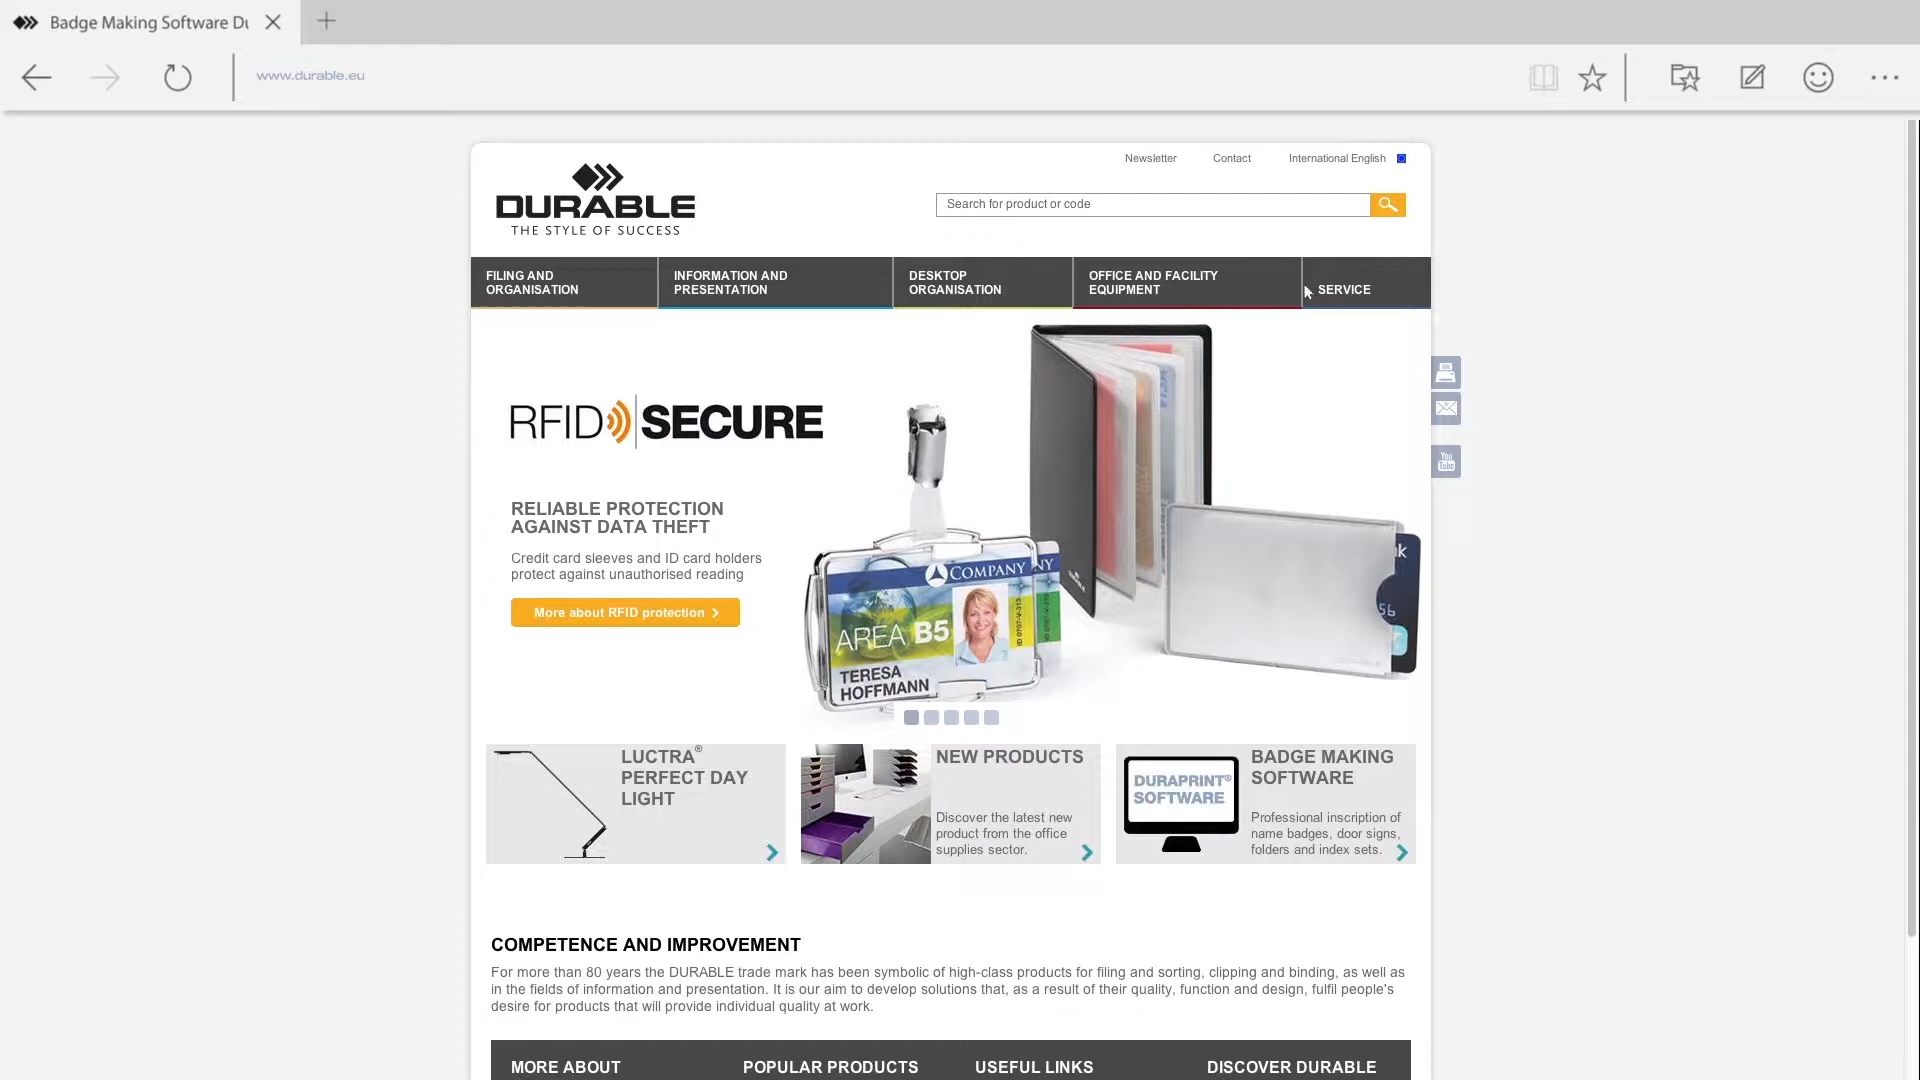 Badge Making Software Du
www.durable.eu
Newsletter Contact International English
DURABLE
THE STYLE OF SUCCESS
Search for product or code
FILING AND
ORGANISATION
INFORMATION AND
PRESENTATION
DESKTOP
ORGANISATION
OFFICE AND FACILITY
EQUIPMENT
SERVICE
RFID SECURE
RELIABLE PROTECTION
AGAINST DATA THEFT
Credit card sleeves and ID card holders
protect against unauthorised reading
More about RFID protection
COMPANY NY
AREA B5
TERESA
HOFFMANN
k
56
You
Tube
LUCTRA®
PERFECT DAY
LIGHT
NEW PRODUCTS
Discover the latest new
product from the office
supplies sector.
DURAPRINT®
SOFTWARE
BADGE MAKING
SOFTWARE
Professional inscription of
name badges, door signs,
folders and index sets.
COMPETENCE AND IMPROVEMENT
For more than 80 years the DURABLE trade mark has been symbolic of high-class products for filing and sorting, clipping and binding, as well as
in the fields of information and presentation. It is our aim to develop solutions that, as a result of their quality, function and design, fulfil people's
desire for products that will provide individual quality at work.
MORE ABOUT POPULAR PRODUCTS USEFUL LINKS DISCOVER DURABLE